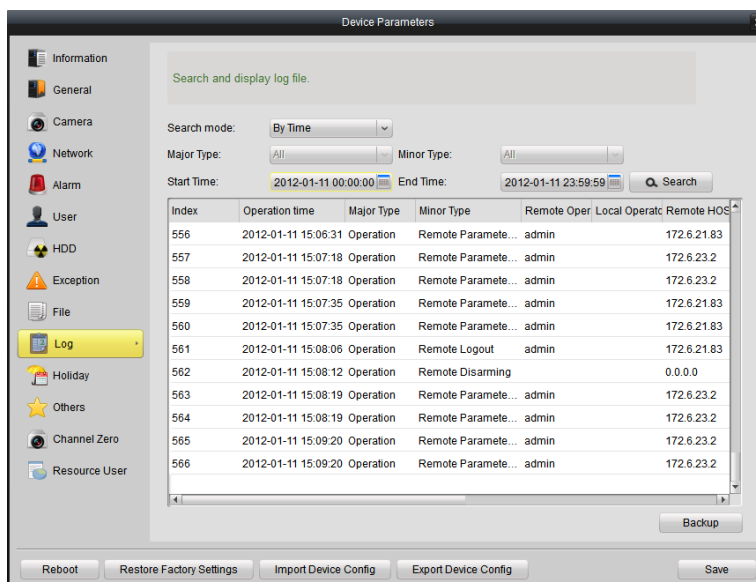 Device Parameters
Information
General
Camera
Network
Alarm
User
HDD
Exception
File
Log
Holiday
Others
Channel Zero
Resource User
Search and display log file.
Search mode: By Time
Major Type: All Minor Type: All
Start Time: 2012-01-11 00:00:00 End Time: 2012-01-11 23:59:59 Search
Index Operation time Major Type Minor Type Remote Oper Local Operato Remote HOS
556 2012-01-11 15:06:31 Operation Remote Paramete... admin 172.6.21.83
557 2012-01-11 15:07:18 Operation Remote Paramete... admin 172.6.23.2
558 2012-01-11 15:07:18 Operation Remote Paramete... admin 172.6.23.2
559 2012-01-11 15:07:35 Operation Remote Paramete... admin 172.6.21.83
560 2012-01-11 15:07:35 Operation Remote Paramete... admin 172.6.21.83
561 2012-01-11 15:08:06 Operation Remote Logout admin 172.6.21.83
562 2012-01-11 15:08:12 Operation Remote Disarming 0.0.0.0
563 2012-01-11 15:08:19 Operation Remote Paramete... admin 172.6.23.2
564 2012-01-11 15:08:19 Operation Remote Paramete... admin 172.6.23.2
565 2012-01-11 15:09:20 Operation Remote Paramete... admin 172.6.23.2
566 2012-01-11 15:09:20 Operation Remote Paramete... admin 172.6.23.2
Backup
Reboot Restore Factory Settings Import Device Config Export Device Config Save